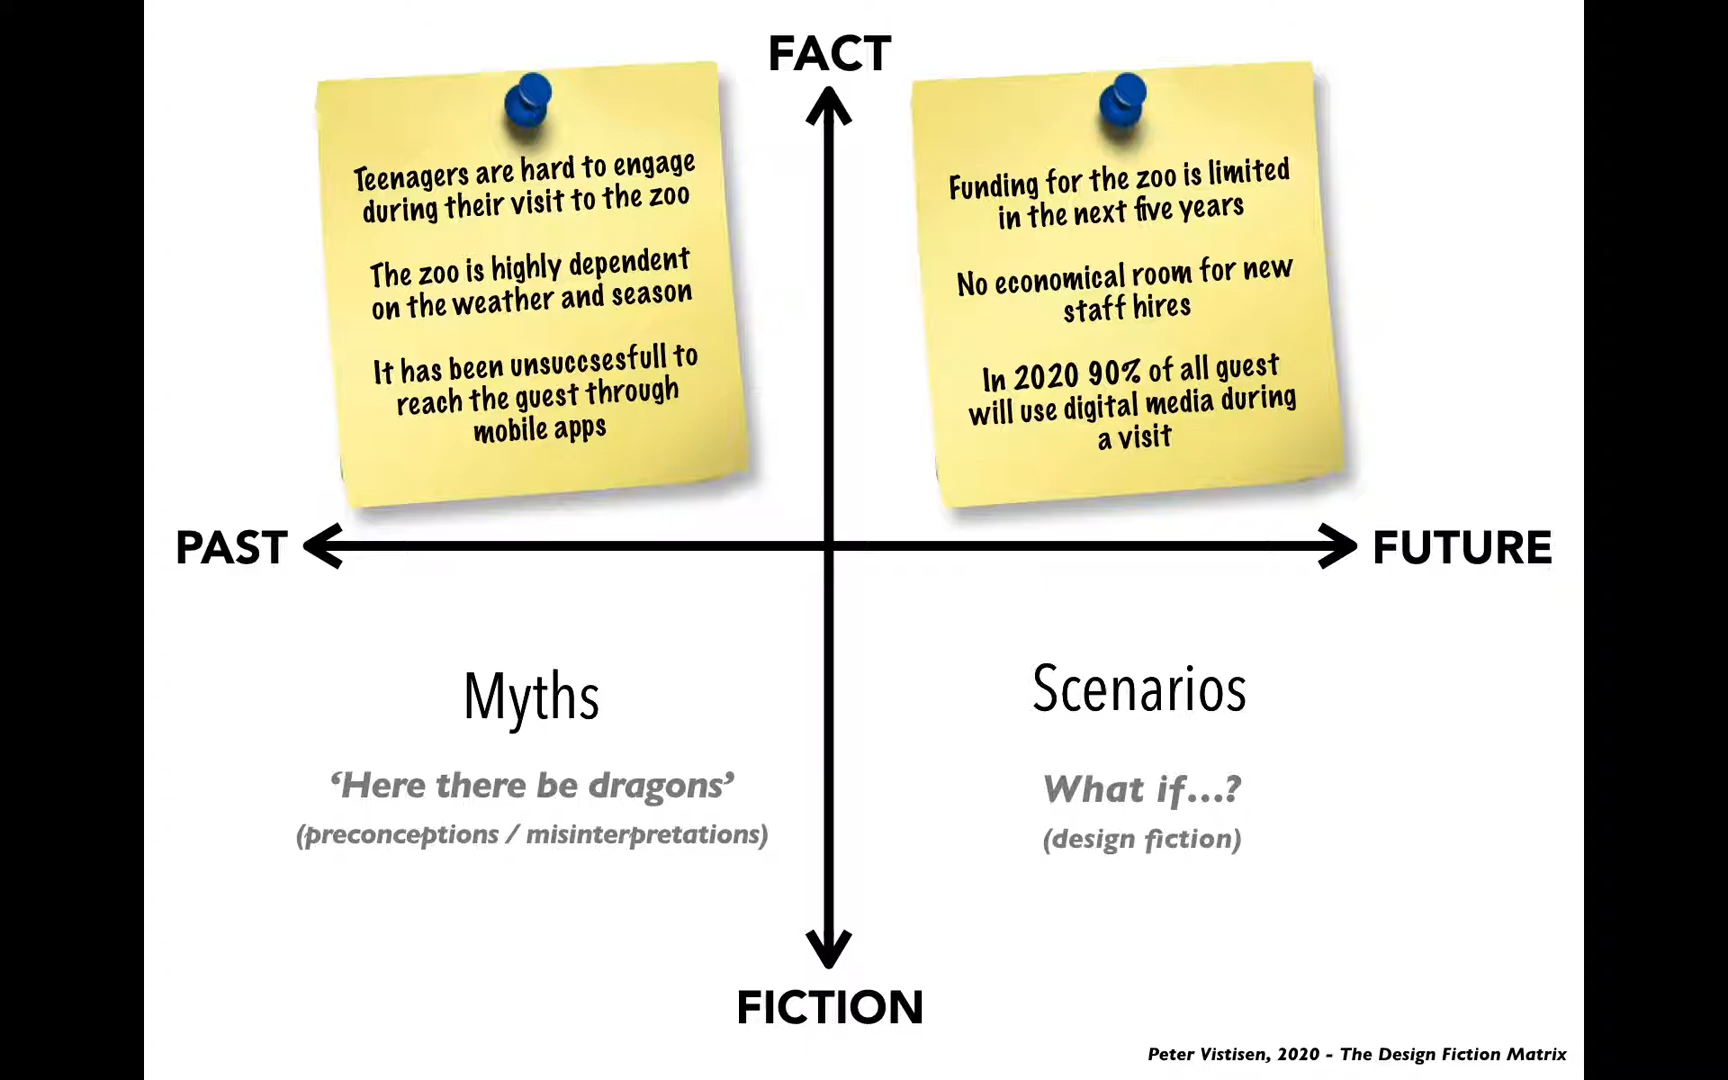 FACT
Teenagers are hard to engage
during their visit to the zoo
The zoo is highly dependent
on the weather and season
It has been unsuccsesfull to
reach the guest through
mobile apps
Funding for the zoo is limited
in the next five years
No economical room for new
staff hires
In 2020 90% of all guest
will use digital media during
a visit
PAST
FUTURE
Myths
‘Here there be dragons’
(preconceptions / misinterpretations)
Scenarios
What if...?
(design fiction)
FICTION
Peter Vistisen, 2020 - The Design Fiction Matrix